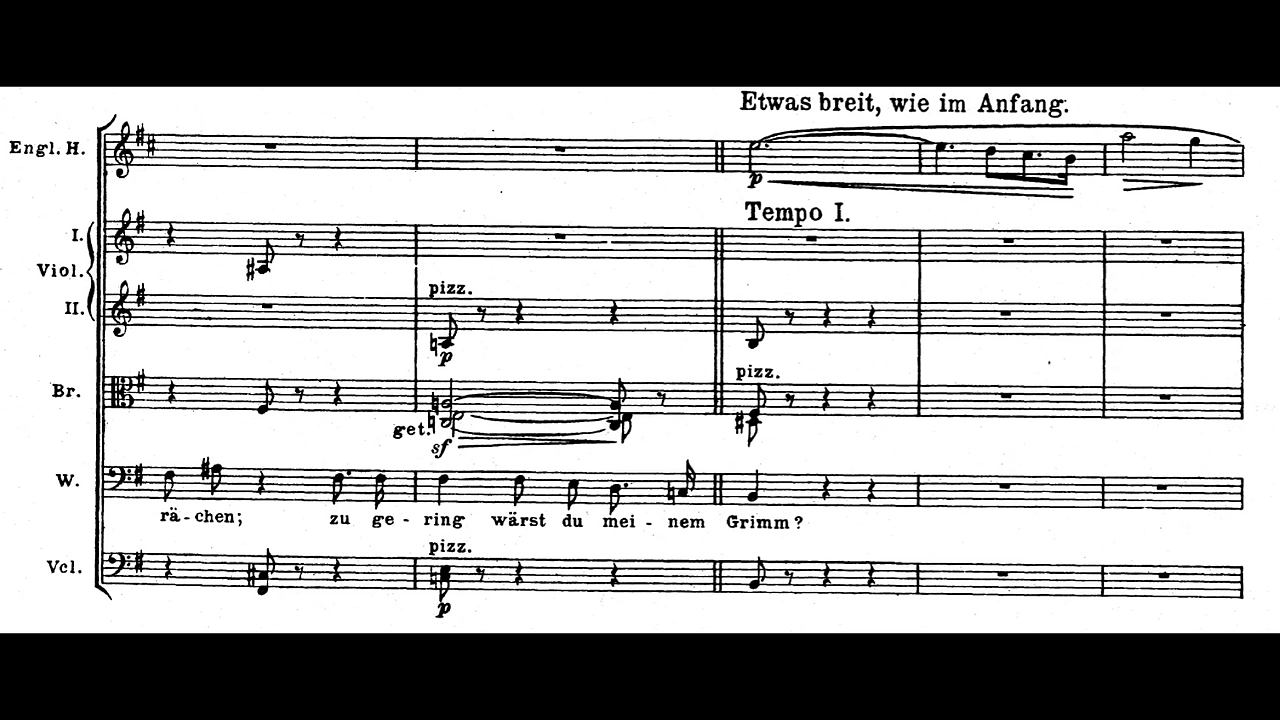 Etwas breit, wie im Anfang.
Engl. H.
p
Tempo I.
I.
Viol.
II.
pizz.
p
Br.
pizz.
get.
sf
W.
rä - chen; zu ge - ring wärst du mei - nem Grimm?
pizz.
Vcl.
p